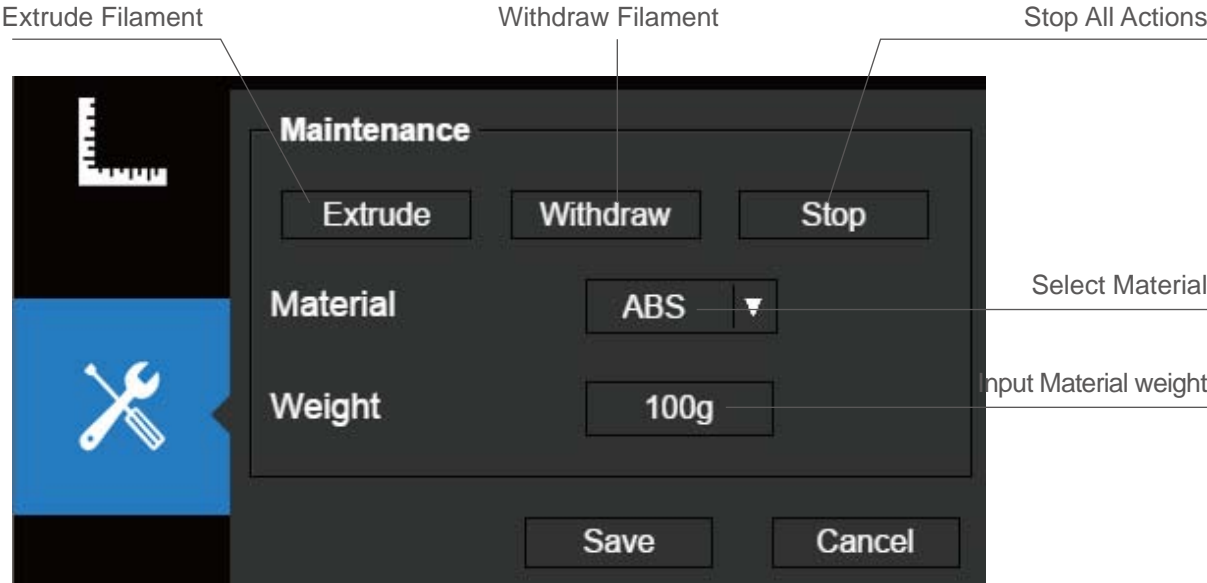 Extrude Filament Withdraw Filament Stop All Actions
Maintenance
Extrude Withdraw Stop
Select Material
Material ABS
Input Material weight
Weight 100g
Save Cancel